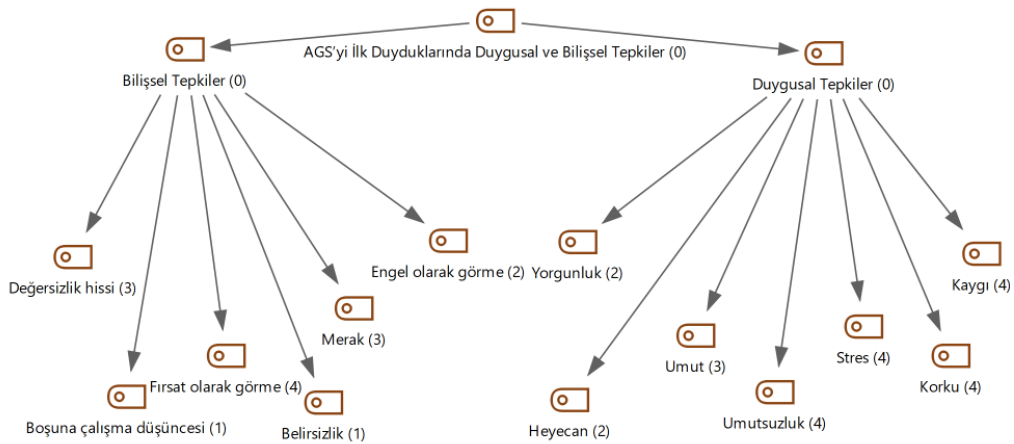 AGS'yi İlk Duyduklarında Duygusal ve Bilişsel Tepkiler (0)
Bilişsel Tepkiler (0)
Duygusal Tepkiler (0)
Değersizlik hissi (3)
Boşuna çalışma düşüncesi (1)
Fırsat olarak görme (4)
Belirsizlik (1)
Merak (3)
Engel olarak görme (2)
Yorgunluk (2)
Heyecan (2)
Umut (3)
Umutsuzluk (4)
Stres (4)
Korku (4)
Kaygı (4)